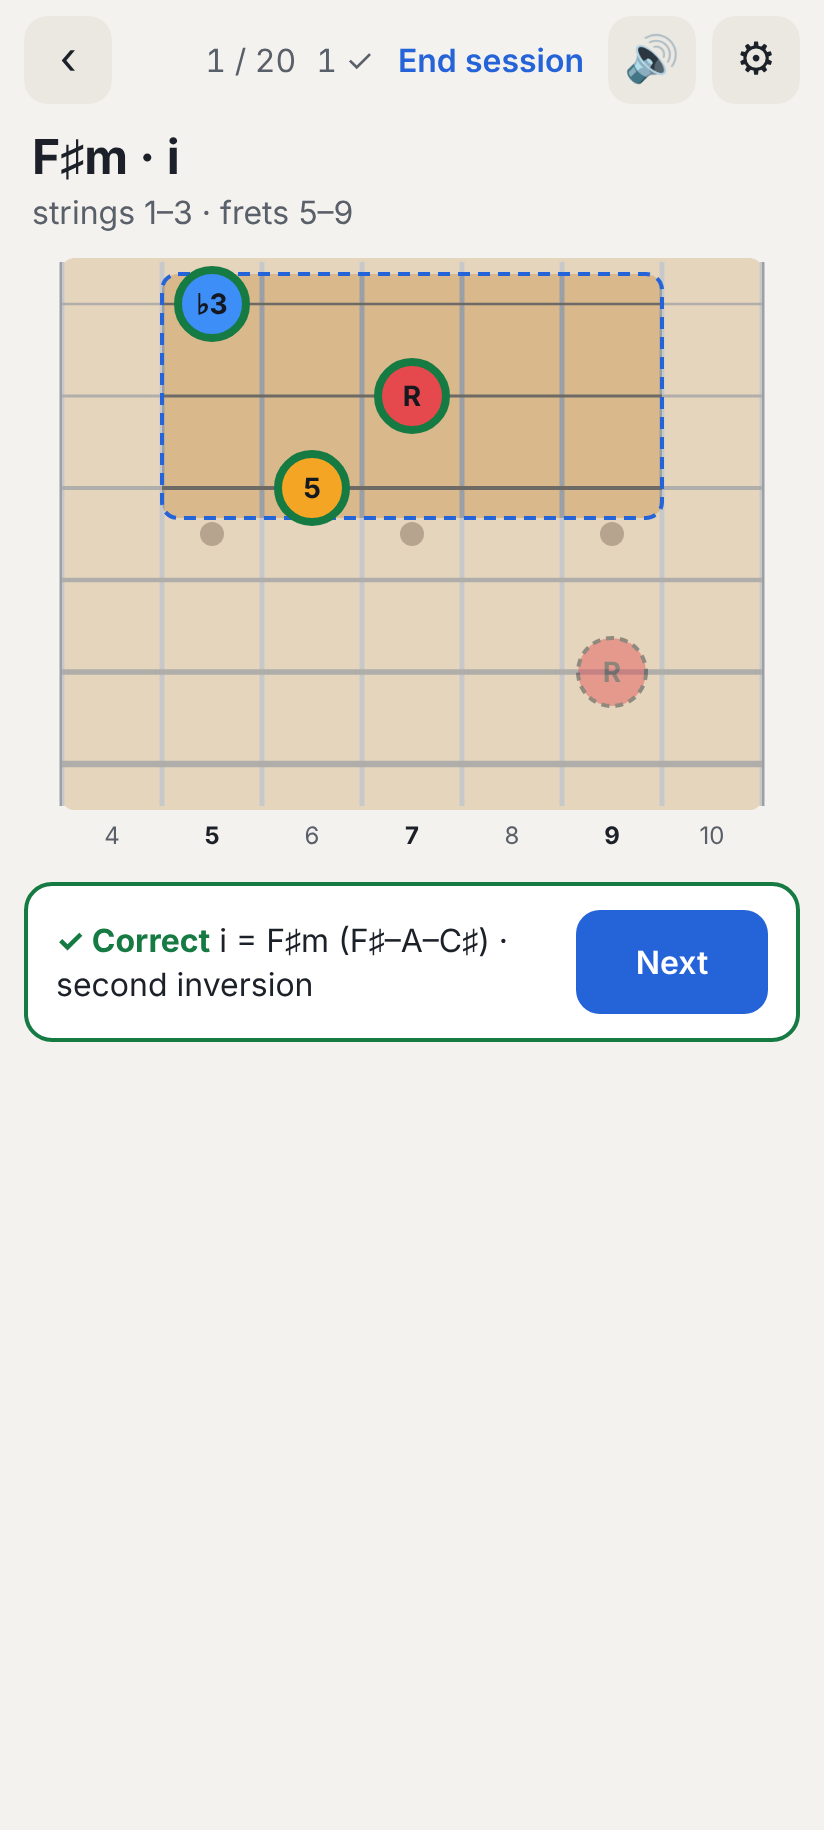 ‹ 1 / 20 1 ✓ End session 🔊 ⚙
F♯m · i
strings 1–3 · frets 5–9
♭3
R
5
R
4 5 6 7 8 9 10
✓ Correct i = F♯m (F♯–A–C♯) ·
second inversion
Next